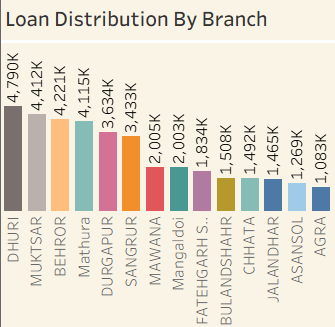 Loan Distribution By Branch
4,790K
4,412K
4,221K
4,115K
3,634K
3,433K
2,005K
2,003K
1,834K
1,508K
1,492K
1,465K
1,269K
1,083K
DHURI
MUKTSAR
BEHROR
Mathura
DURGAPUR
SANGRUR
MAWANA
Mangaldoi
FATEHGARH S..
BULANDSHAHR
CHHATA
JALANDHAR
ASANSOL
AGRA